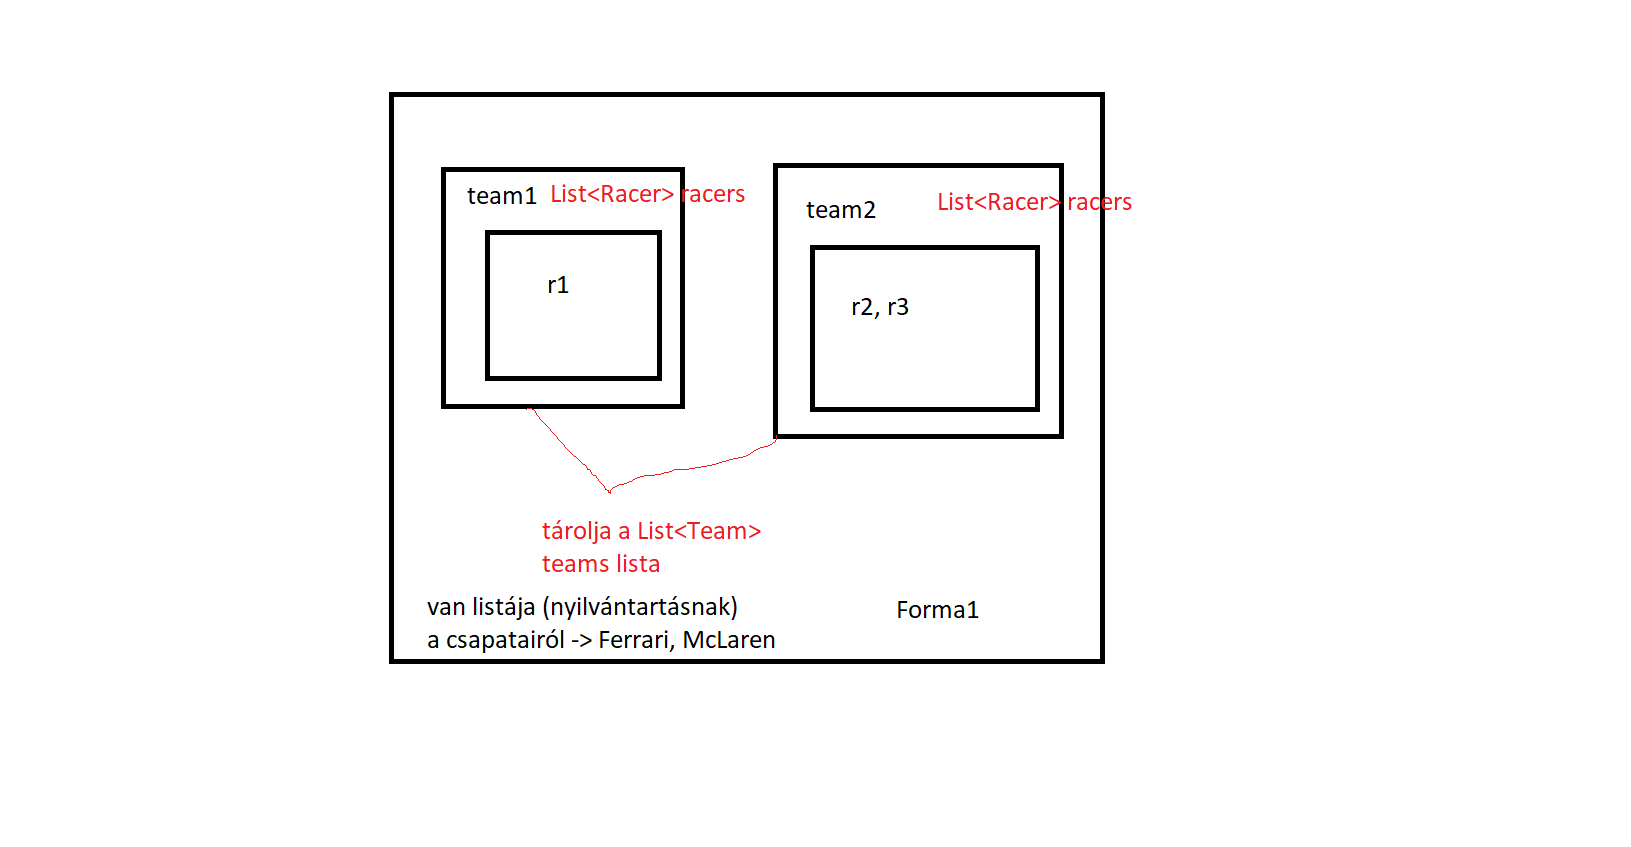 team1 List<Racer> racers
team2 List<Racer> racers
r1
r2, r3
tárolja a List<Team>
teams lista
van listája (nyilvántartásnak)
a csapatairól -> Ferrari, McLaren
Forma1